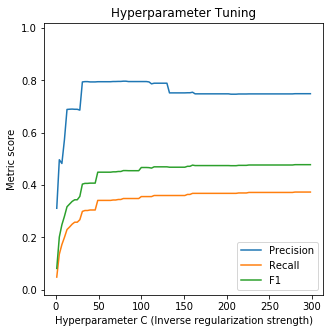 Hyperparameter Tuning
Metric score
1.0
0.8
0.6
0.4
0.2
0.0
0
50
100
150
200
250
300
Hyperparameter C (Inverse regularization strength)
Precision
Recall
F1